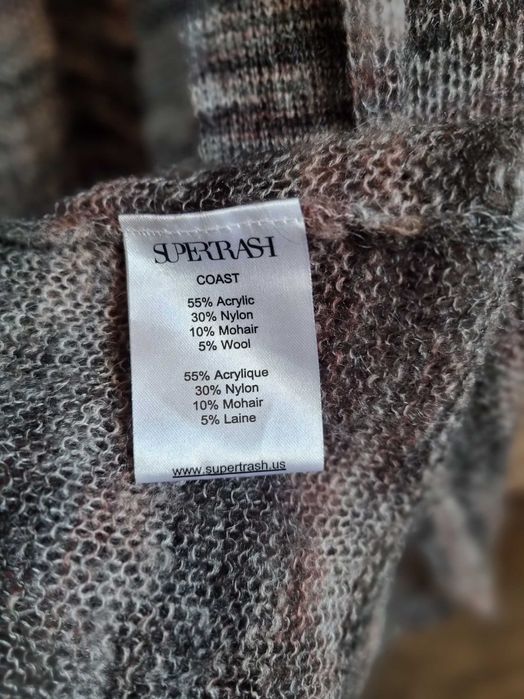 SUPERTRASH
COAST
55% Acrylic
30% Nylon
10% Mohair
5% Wool
55% Acrylique
30% Nylon
10% Mohair
5% Laine
www.supertrash.us